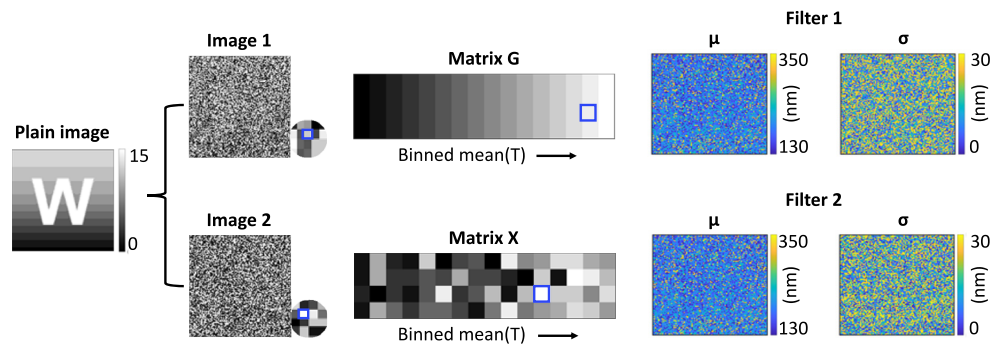 Plain image
15
0
Image 1
Image 2
Matrix G
Binned mean(T)
Matrix X
Binned mean(T)
Filter 1
μ
350
(nm)
130
σ
30
(nm)
0
Filter 2
μ
350
(nm)
130
σ
30
(nm)
0
W